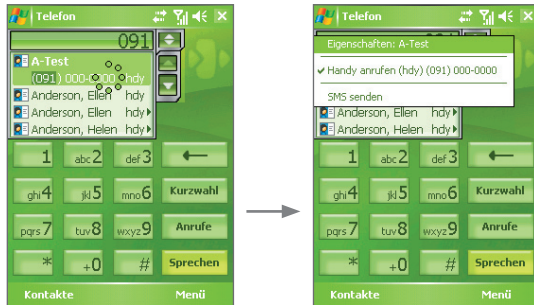 Telefon
091
A-Test
(091) 000-0000 hdy
Anderson, Ellen hdy
Anderson, Ellen hdy
Anderson, Helen hdy
1 abc 2 def 3
ghi 4 jkl 5 mno 6 Kurzwahl
pqrs 7 tuv 8 wxyz 9 Anrufe
* +0 # Sprechen
Kontakte Menü
Telefon
Eigenschaften: A-Test
Handy anrufen (hdy) (091) 000-0000
SMS senden
Anderson, Ellen hdy
Anderson, Helen hdy
1 abc 2 def 3
ghi 4 jkl 5 mno 6 Kurzwahl
pqrs 7 tuv 8 wxyz 9 Anrufe
* +0 # Sprechen
Kontakte Menü